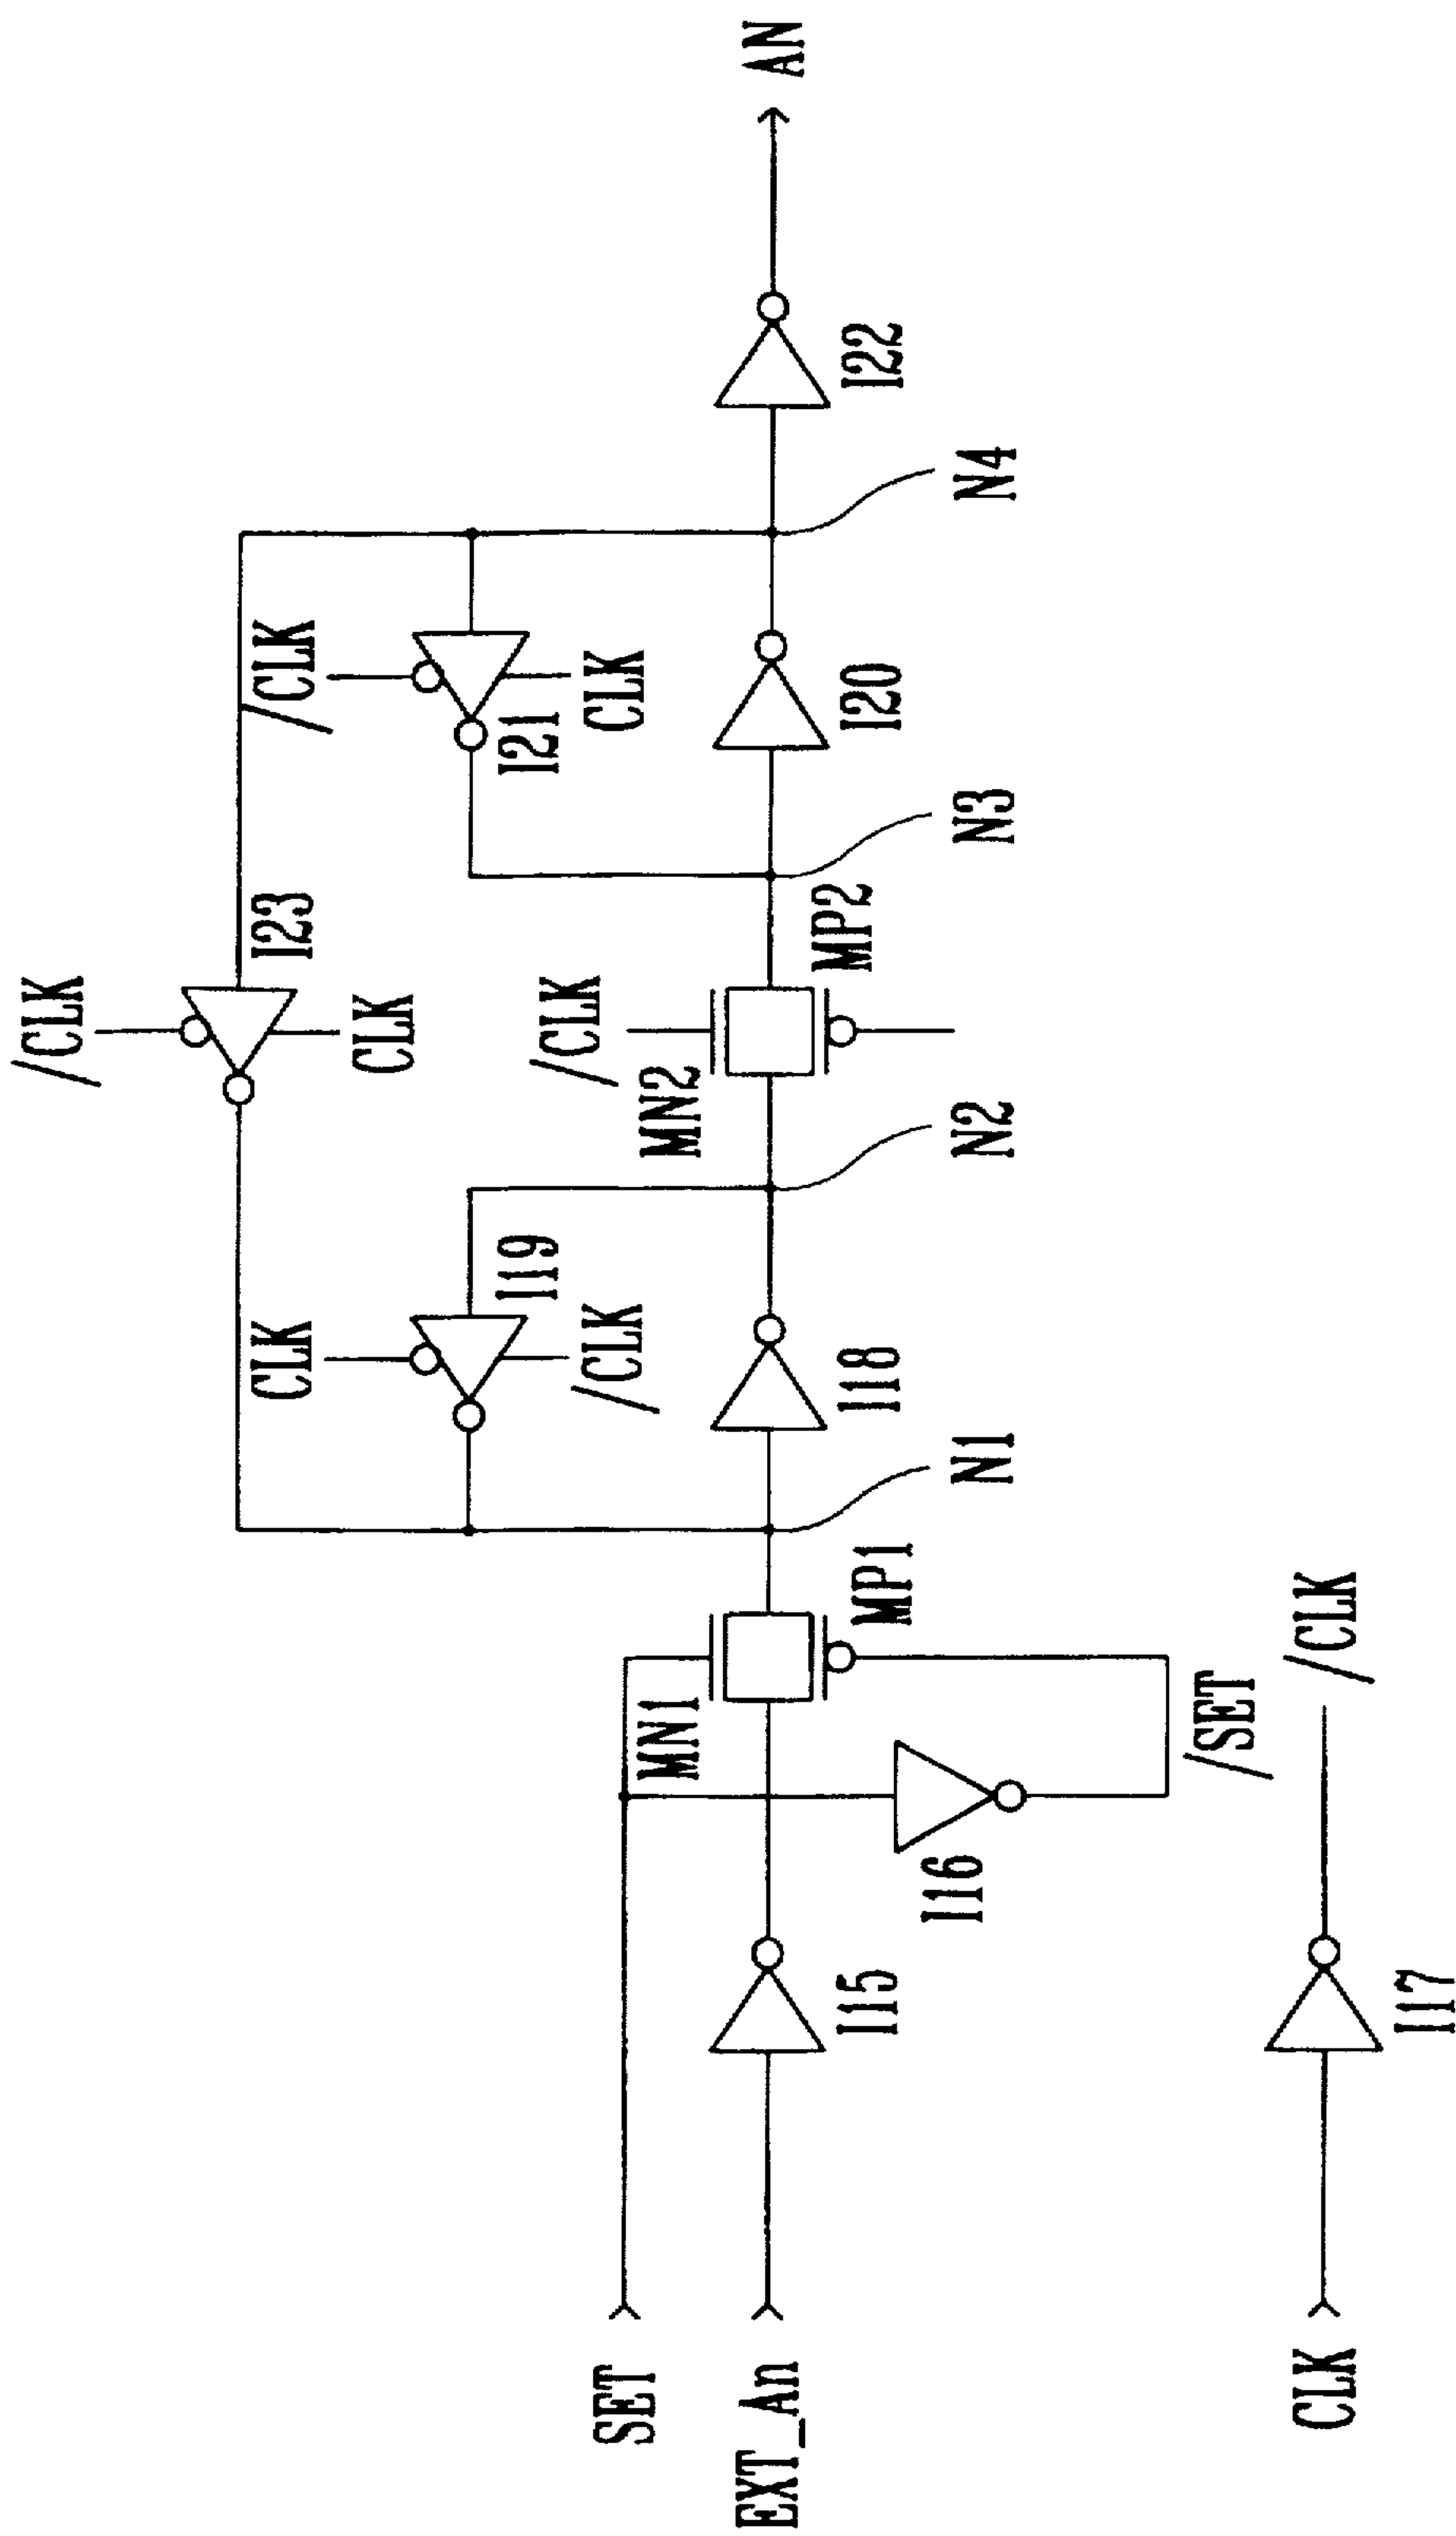 SET
EXT_An
CLK
I15
I16
I17
/SET
/CLK
MN1
MP1
N1
I18
CLK
I19
/CLK
N2
MN2
/CLK
MP2
/CLK
I23
CLK
N3
I20
/CLK
I21
CLK
N4
I22
AN